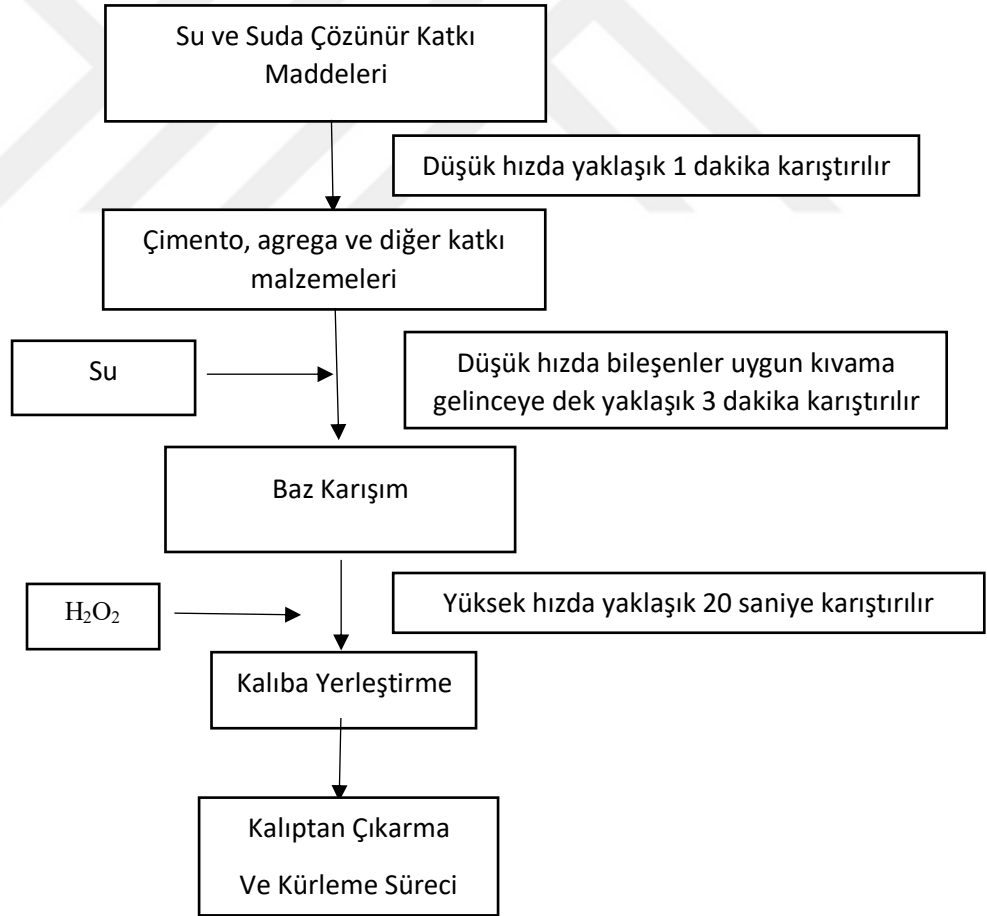 Su ve Suda Çözünür Katkı
Maddeleri
Düşük hızda yaklaşık 1 dakika karıştırılır
Çimento, agrega ve diğer katkı
malzemeleri
Su
Düşük hızda bileşenler uygun kıvama
gelinceye dek yaklaşık 3 dakika karıştırılır
Baz Karışım
H₂O₂
Yüksek hızda yaklaşık 20 saniye karıştırılır
Kalıba Yerleştirme
Kalıptan Çıkarma
Ve Kürleme Süreci